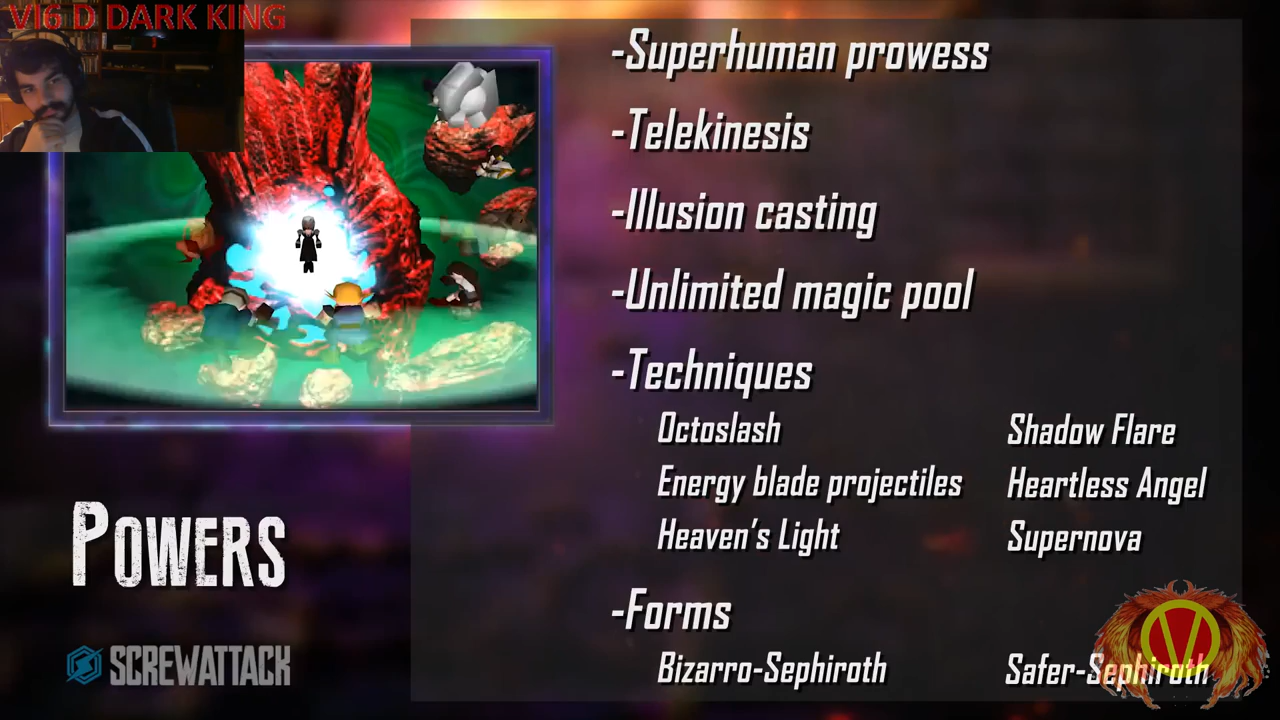 VI6 D DARK KING
-Superhuman prowess
-Telekinesis
-Illusion casting
-Unlimited magic pool
-Techniques
Octoslash
Shadow Flare
Energy blade projectiles
Heartless Angel
Heaven's Light
Supernova
-Forms
Bizarro-Sephiroth
Safer-Sephiroth
POWERS
SCREWATTACK
V